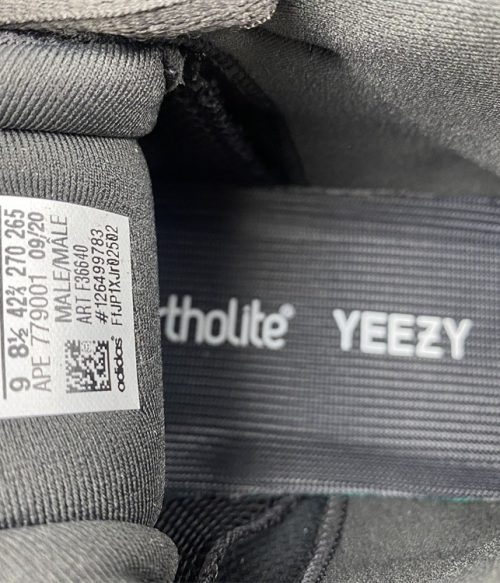 9 8½ 42⅔ 270 265
APE 779001 09/20
MALE/MÂLE
ART F36640
#126499783
F1JP1XJr02502
adidas
rtholite®
YEEZY